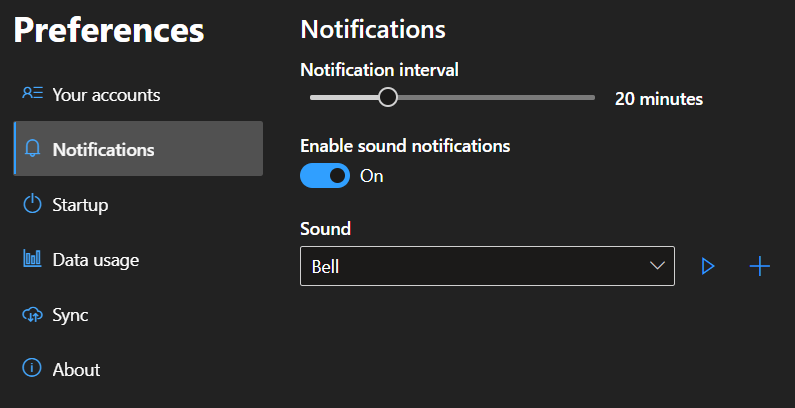 Preferences
Your accounts
Notifications
Startup
Data usage
Sync
About
Notifications
Notification interval
20 minutes
Enable sound notifications
On
Sound
Bell